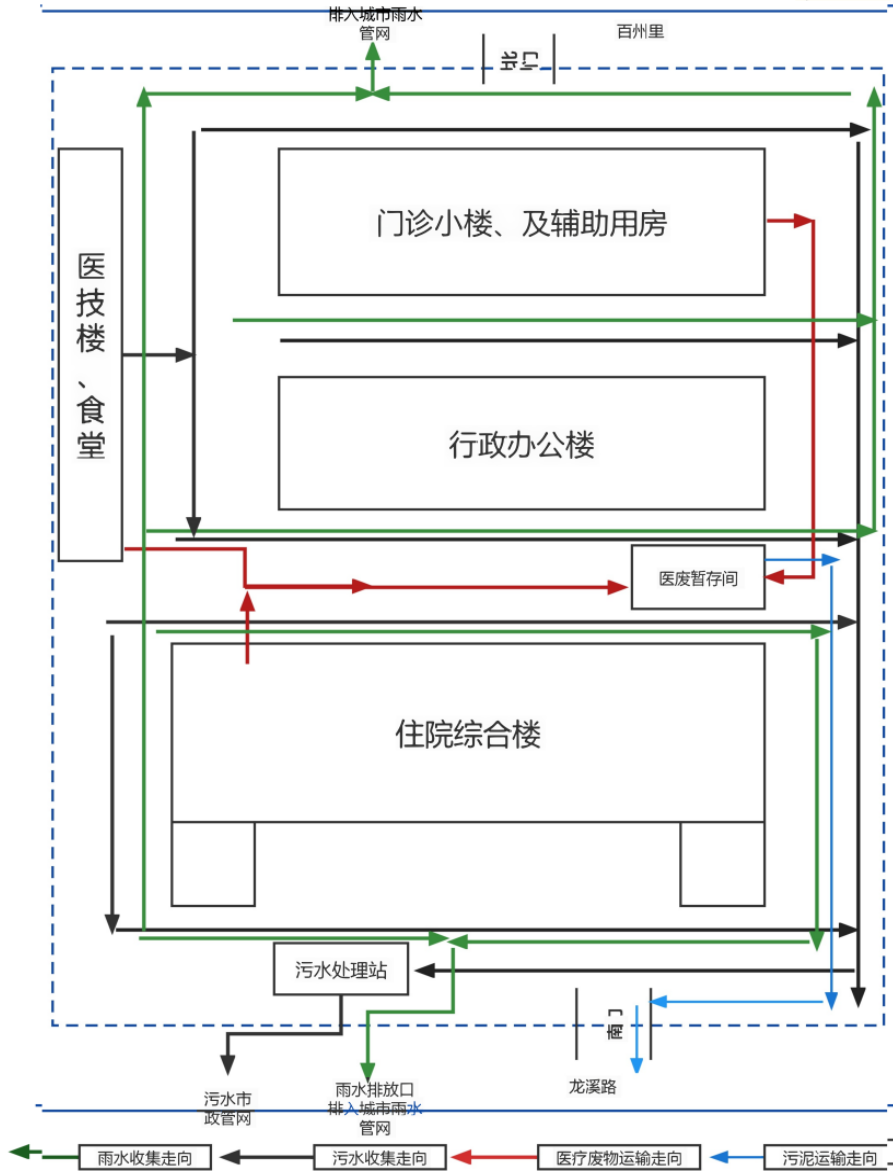 排入城市雨水
管网
百州里
北门
门诊小楼、及辅助用房
医技楼、食堂
行政办公楼
医废暂存间
住院综合楼
污水处理站
南门
污水市
政管网
雨水排放口
排入城市雨水
管网
龙溪路
雨水收集走向
污水收集走向
医疗废物运输走向
污泥运输走向